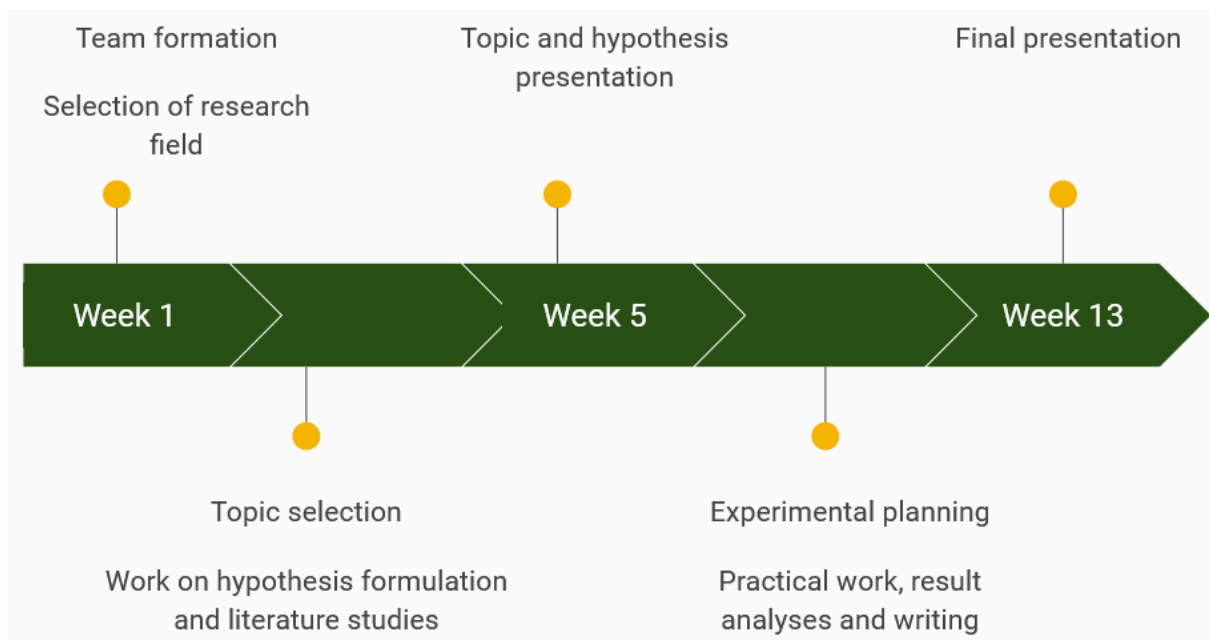 Team formation
Selection of research
field
Topic and hypothesis
presentation
Final presentation
Week 1
Week 5
Week 13
Topic selection
Work on hypothesis formulation
and literature studies
Experimental planning
Practical work, result
analyses and writing